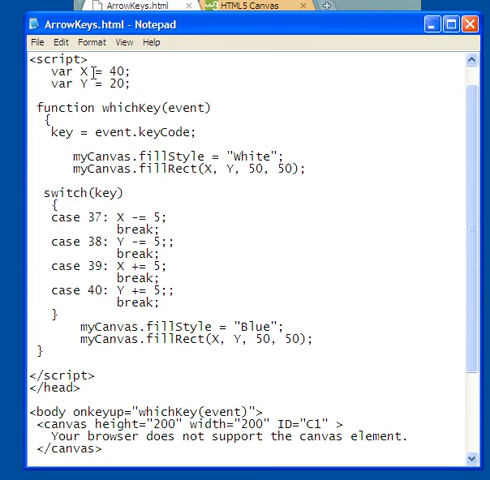 ArrowKeys.html
HTML5 Canvas
ArrowKeys.html - Notepad
File Edit Format View Help
<script>
var X = 40;
var Y = 20;
function whichKey(event)
{
key = event.keyCode;
myCanvas.fillStyle = "White";
myCanvas.fillRect(X, Y, 50, 50);
switch(key)
{
case 37: X -= 5;
break;
case 38: Y -= 5;;
break;
case 39: X += 5;
break;
case 40: Y += 5;;
break;
}
myCanvas.fillStyle = "Blue";
myCanvas.fillRect(X, Y, 50, 50);
}
</script>
</head>
<body onkeyup="whichKey(event)">
<canvas height="200" width="200" ID="C1" >
Your browser does not support the canvas element.
</canvas>